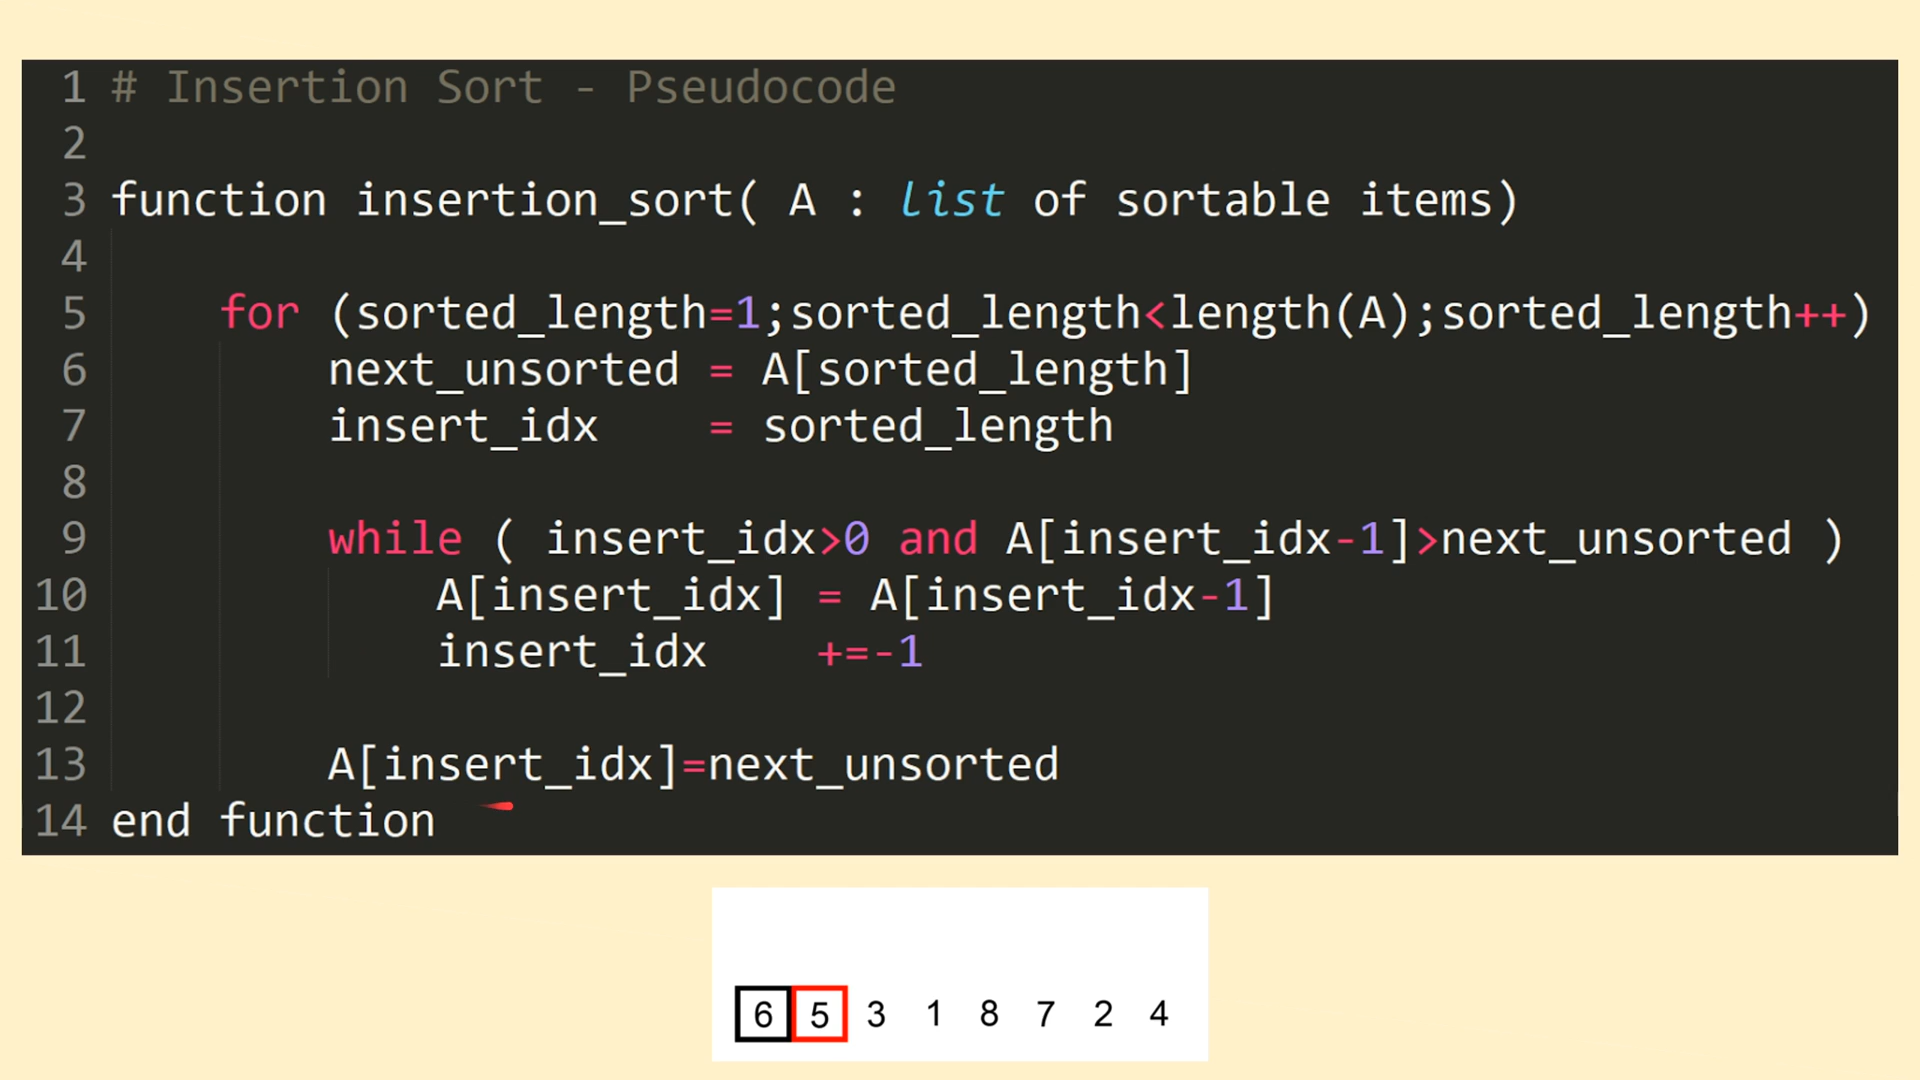 1 # Insertion Sort - Pseudocode
2
3 function insertion_sort( A : list of sortable items)
4
5 for (sorted_length=1;sorted_length<length(A);sorted_length++)
6 next_unsorted = A[sorted_length]
7 insert_idx = sorted_length
8
9 while ( insert_idx>0 and A[insert_idx-1]>next_unsorted )
10 A[insert_idx] = A[insert_idx-1]
11 insert_idx +=-1
12
13 A[insert_idx]=next_unsorted
14 end function
6 5 3 1 8 7 2 4